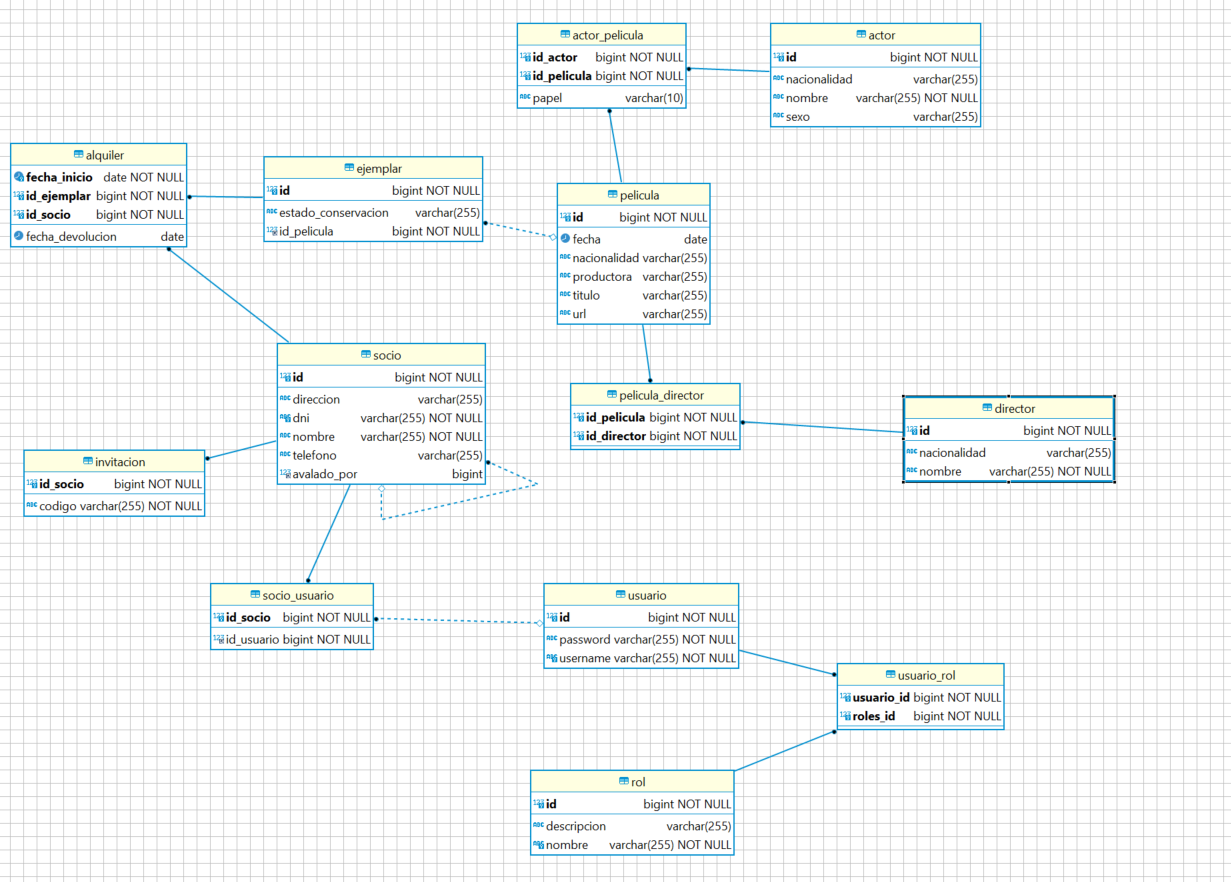 actor_pelicula
id_actor bigint NOT NULL
id_pelicula bigint NOT NULL
papel varchar(10)
actor
id bigint NOT NULL
nacionalidad varchar(255)
nombre varchar(255) NOT NULL
sexo varchar(255)
alquiler
fecha_inicio date NOT NULL
id_ejemplar bigint NOT NULL
id_socio bigint NOT NULL
fecha_devolucion date
ejemplar
id bigint NOT NULL
estado_conservacion varchar(255)
id_pelicula bigint NOT NULL
pelicula
id bigint NOT NULL
fecha date
nacionalidad varchar(255)
productora varchar(255)
titulo varchar(255)
url varchar(255)
socio
id bigint NOT NULL
direccion varchar(255)
dni varchar(255) NOT NULL
nombre varchar(255) NOT NULL
telefono varchar(255)
avalado_por bigint
pelicula_director
id_pelicula bigint NOT NULL
id_director bigint NOT NULL
director
id bigint NOT NULL
nacionalidad varchar(255)
nombre varchar(255) NOT NULL
invitacion
id_socio bigint NOT NULL
codigo varchar(255) NOT NULL
socio_usuario
id_socio bigint NOT NULL
id_usuario bigint NOT NULL
usuario
id bigint NOT NULL
password varchar(255) NOT NULL
username varchar(255) NOT NULL
usuario_rol
usuario_id bigint NOT NULL
roles_id bigint NOT NULL
rol
id bigint NOT NULL
descripcion varchar(255)
nombre varchar(255) NOT NULL